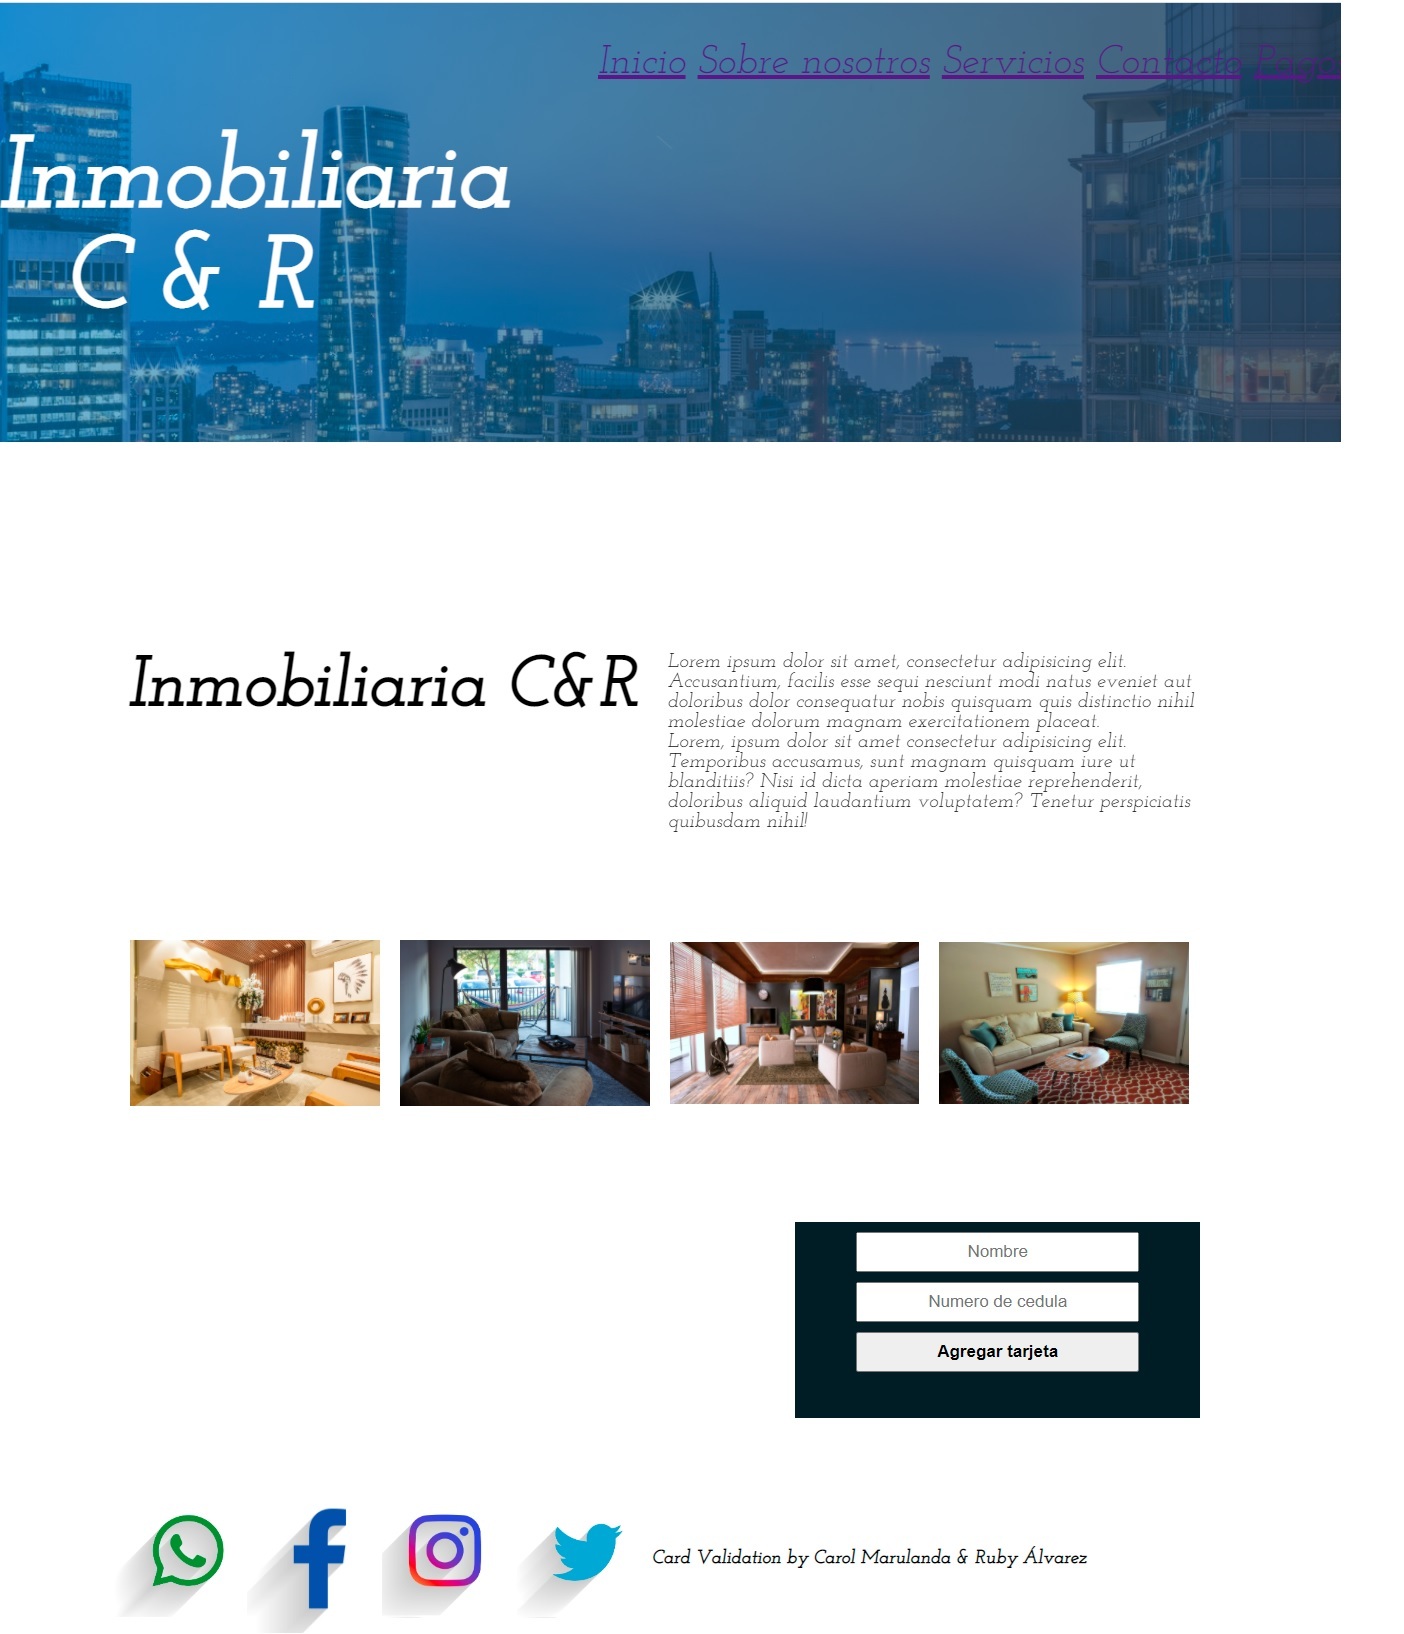 Inicio Sobre nosotros Servicios Contacto Pagos
Inmobiliaria
C & R
Inmobiliaria C&R
Lorem ipsum dolor sit amet, consectetur adipisicing elit.
Accusantium, facilis esse sequi nesciunt modi natus eveniet aut
doloribus dolor consequatur nobis quisquam quis distinctio nihil
molestiae dolorum magnam exercitationem placeat.
Lorem, ipsum dolor sit amet consectetur adipisicing elit.
Temporibus accusamus, sunt magnam quisquam iure ut
blanditiis? Nisi id dicta aperiam molestiae reprehenderit,
doloribus aliquid laudantium voluptatem? Tenetur perspiciatis
quibusdam nihil!
Nombre
Numero de cedula
Agregar tarjeta
Card Validation by Carol Marulanda & Ruby Álvarez